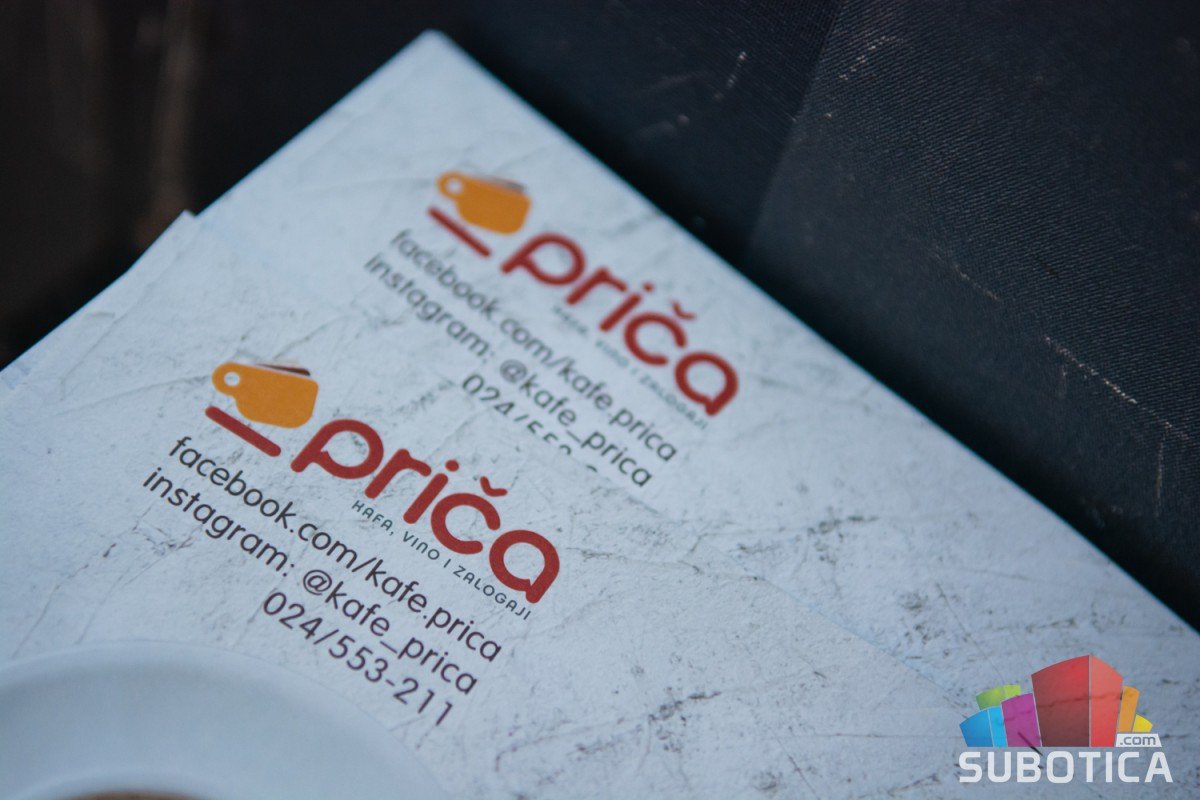 priča
KAFA, VINO I ZALOGAJI
facebook.com/kafe.prica
instagram: @kafe_prica
024/553-2
priča
KAFA, VINO I ZALOGAJI
facebook.com/kafe.prica
instagram: @kafe_prica
024/553-211
.com
SUBOTICA